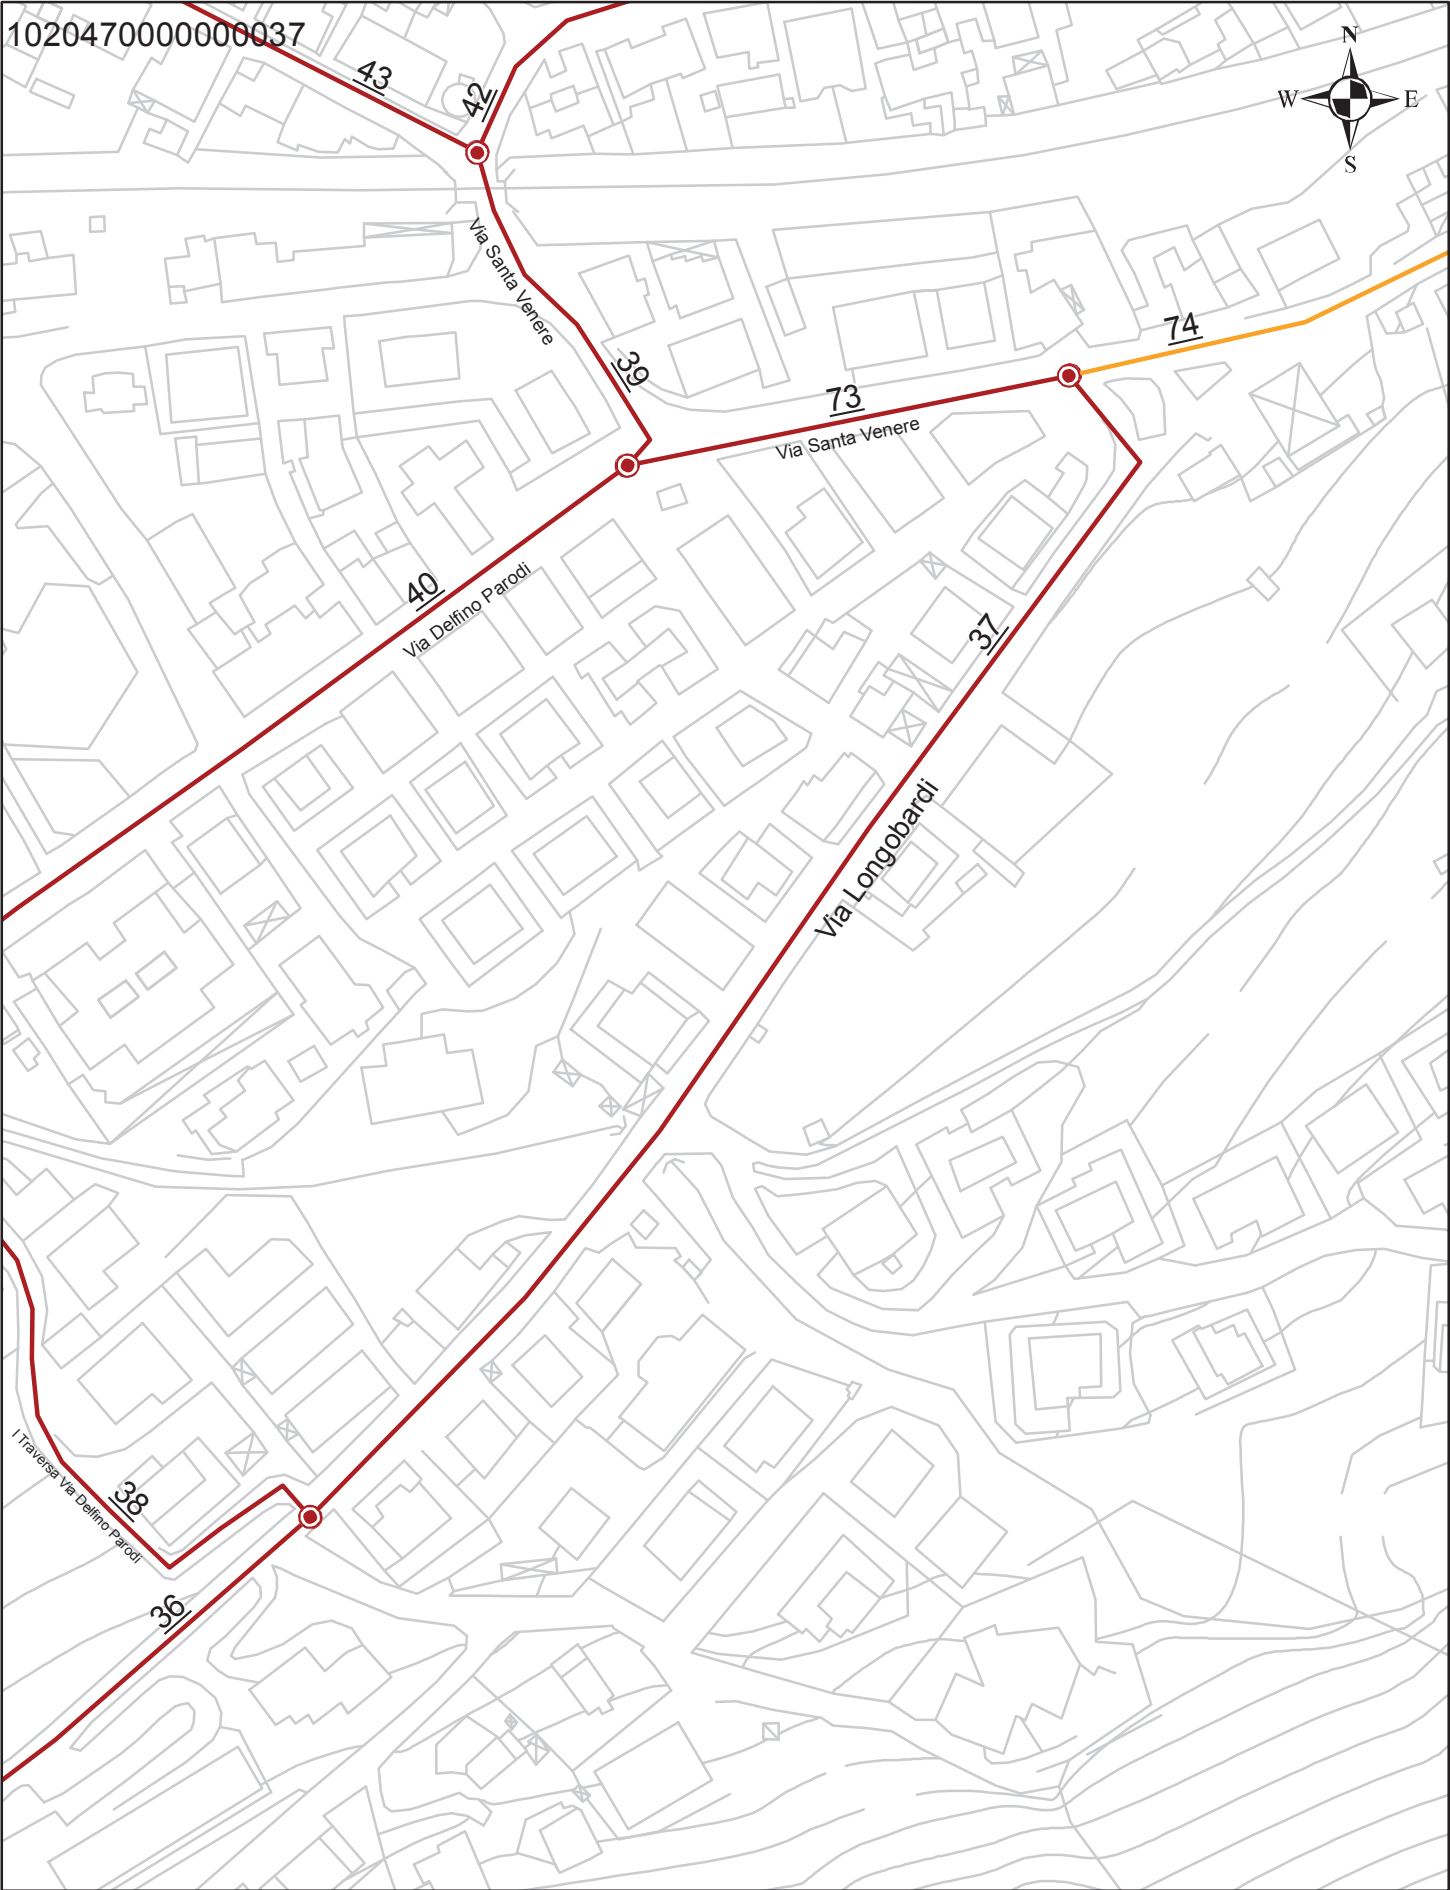 1020470000000037
N
W E
S
43
42
Via Santa Venere
39
74
73
Via Santa Venere
40
Via Delfino Parodi
37
Via Longobardi
I Traversa Via Delfino Parodi
38
36